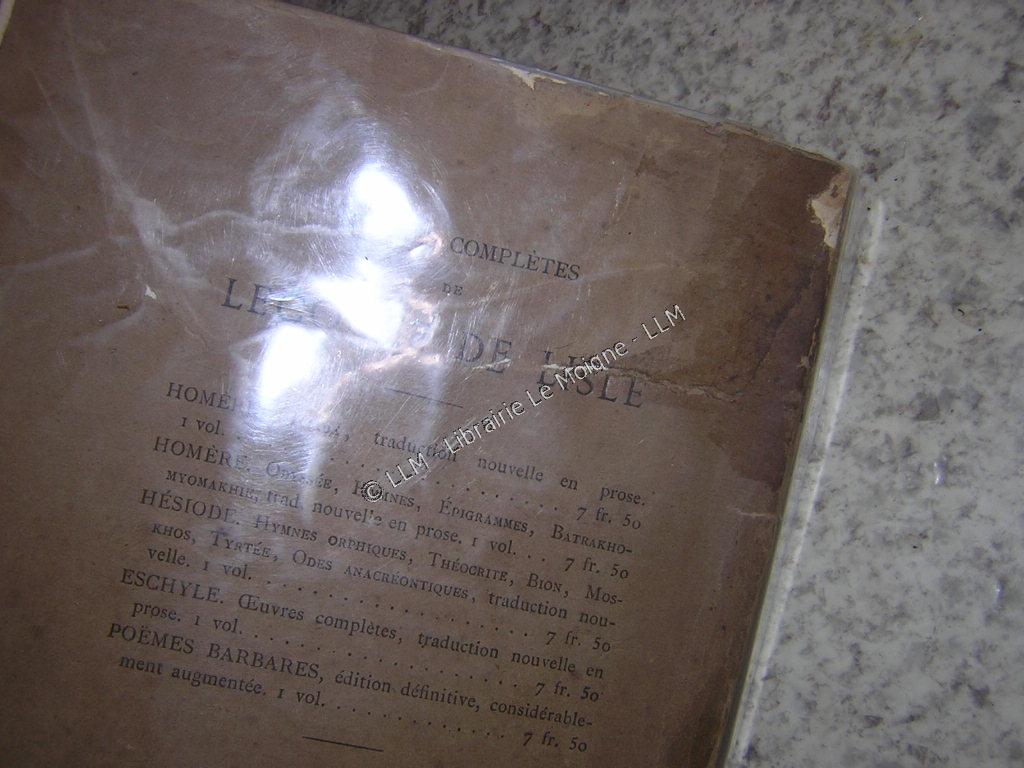 COMPLÈTES
DE
DE LISLE
traduction nouvelle en prose.
1 vol. . . . . . . . . . . . 7 fr. 50
HOMÈRE. Odyssée, Hymnes, Épigrammes, Batrakho-
myomakhie, trad. nouvel'e en prose. 1 vol. . . 7 fr. 50
HÉSIODE. Hymnes orphiques, Théocrite, Bion, Mos-
khos, Tyrtée, Odes anacréontiques, traduction nou-
velle. 1 vol. . . . . . . . . . . . . . . 7 fr. 50
ESCHYLE. Œuvres complètes, traduction nouvelle en
prose. 1 vol. . . . . . . . . . . . . . . 7 fr. 50
POËMES BARBARES, édition définitive, considérable-
ment augmentée. 1 vol. . . . . . . . . . . . 7 fr. 50
© LLM - Librairie Le Moigne - LLM